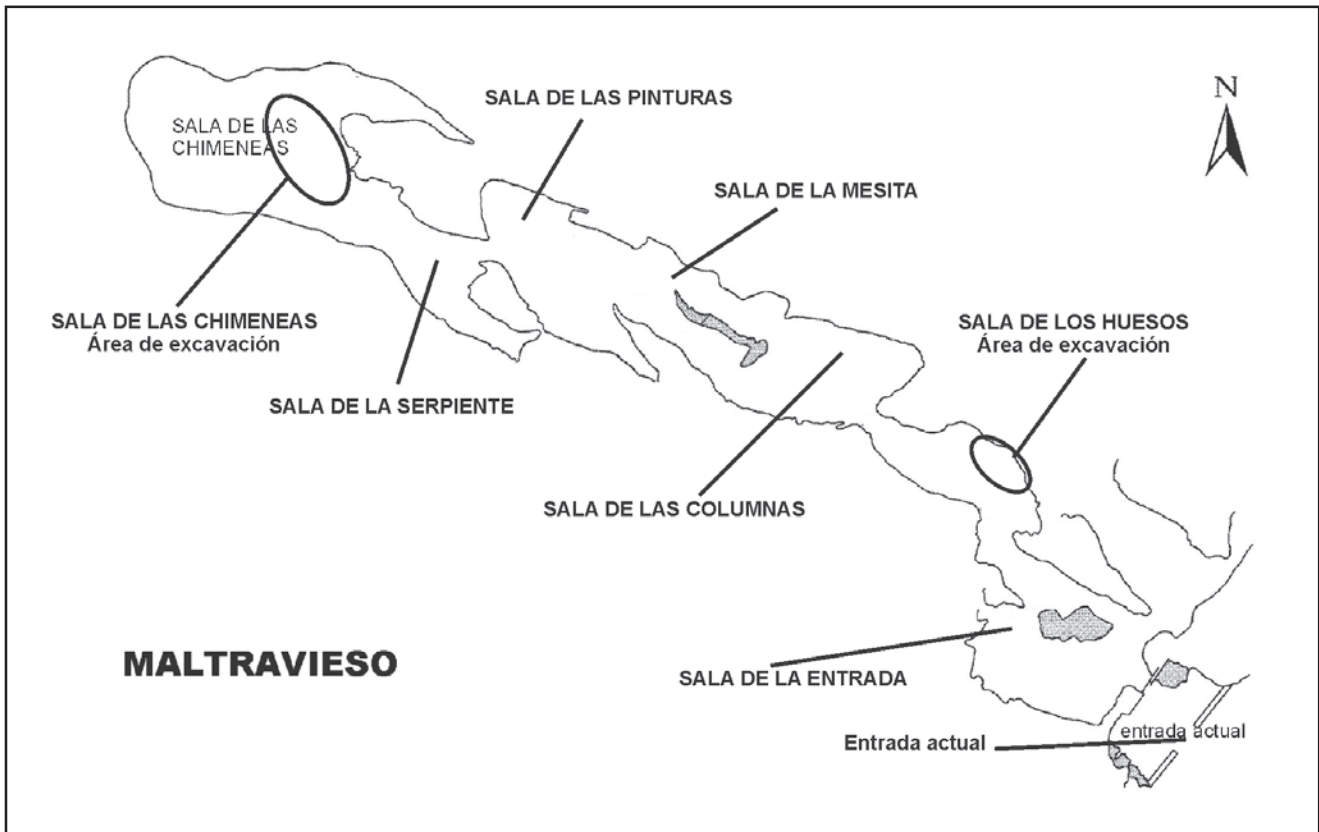 SALA DE LAS PINTURAS
N
SALA DE LAS
CHIMENEAS
SALA DE LA MESITA
SALA DE LAS CHIMENEAS
Área de excavación
SALA DE LOS HUESOS
Área de excavación
SALA DE LA SERPIENTE
SALA DE LAS COLUMNAS
MALTRAVIESO
SALA DE LA ENTRADA
Entrada actual
entrada actual